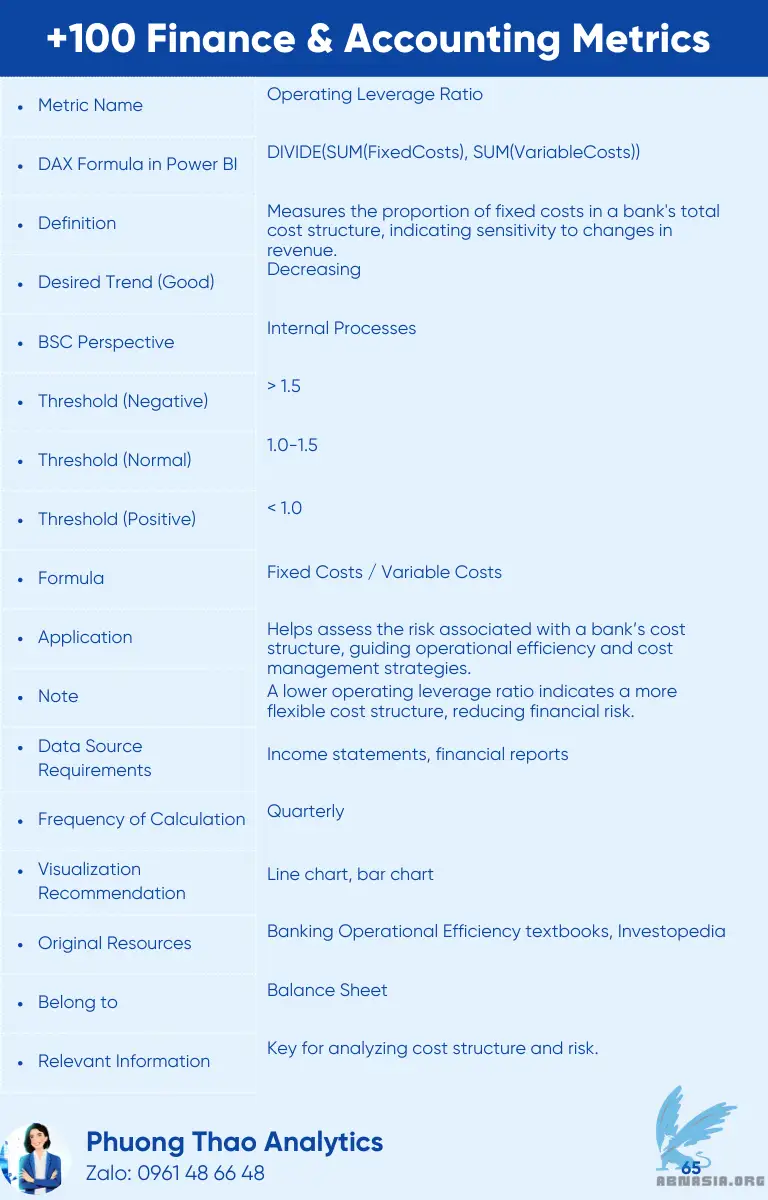 +100 Finance & Accounting Metrics
• Metric Name
Operating Leverage Ratio
• DAX Formula in Power BI
DIVIDE(SUM(FixedCosts), SUM(VariableCosts))
• Definition
Measures the proportion of fixed costs in a bank's total
cost structure, indicating sensitivity to changes in
revenue.
• Desired Trend (Good)
Decreasing
• BSC Perspective
Internal Processes
• Threshold (Negative)
> 1.5
• Threshold (Normal)
1.0-1.5
• Threshold (Positive)
< 1.0
• Formula
Fixed Costs / Variable Costs
• Application
Helps assess the risk associated with a bank’s cost
structure, guiding operational efficiency and cost
management strategies.
• Note
A lower operating leverage ratio indicates a more
flexible cost structure, reducing financial risk.
• Data Source
Requirements
Income statements, financial reports
• Frequency of Calculation
Quarterly
• Visualization
Recommendation
Line chart, bar chart
• Original Resources
Banking Operational Efficiency textbooks, Investopedia
• Belong to
Balance Sheet
• Relevant Information
Key for analyzing cost structure and risk.
Phuong Thao Analytics
Zalo: 0961 48 66 48
65
ABNASIA.ORG